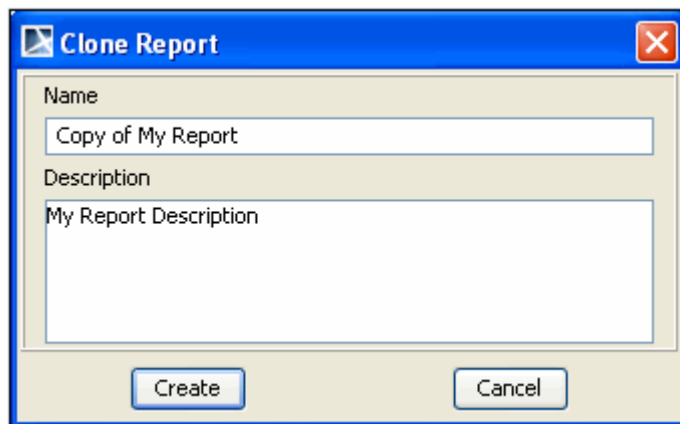 Clone Report
Name
Copy of My Report
Description
My Report Description
Create Cancel